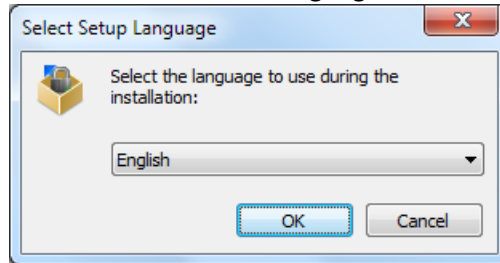 Select Setup Language
Select the language to use during the
installation:
English
OK
Cancel